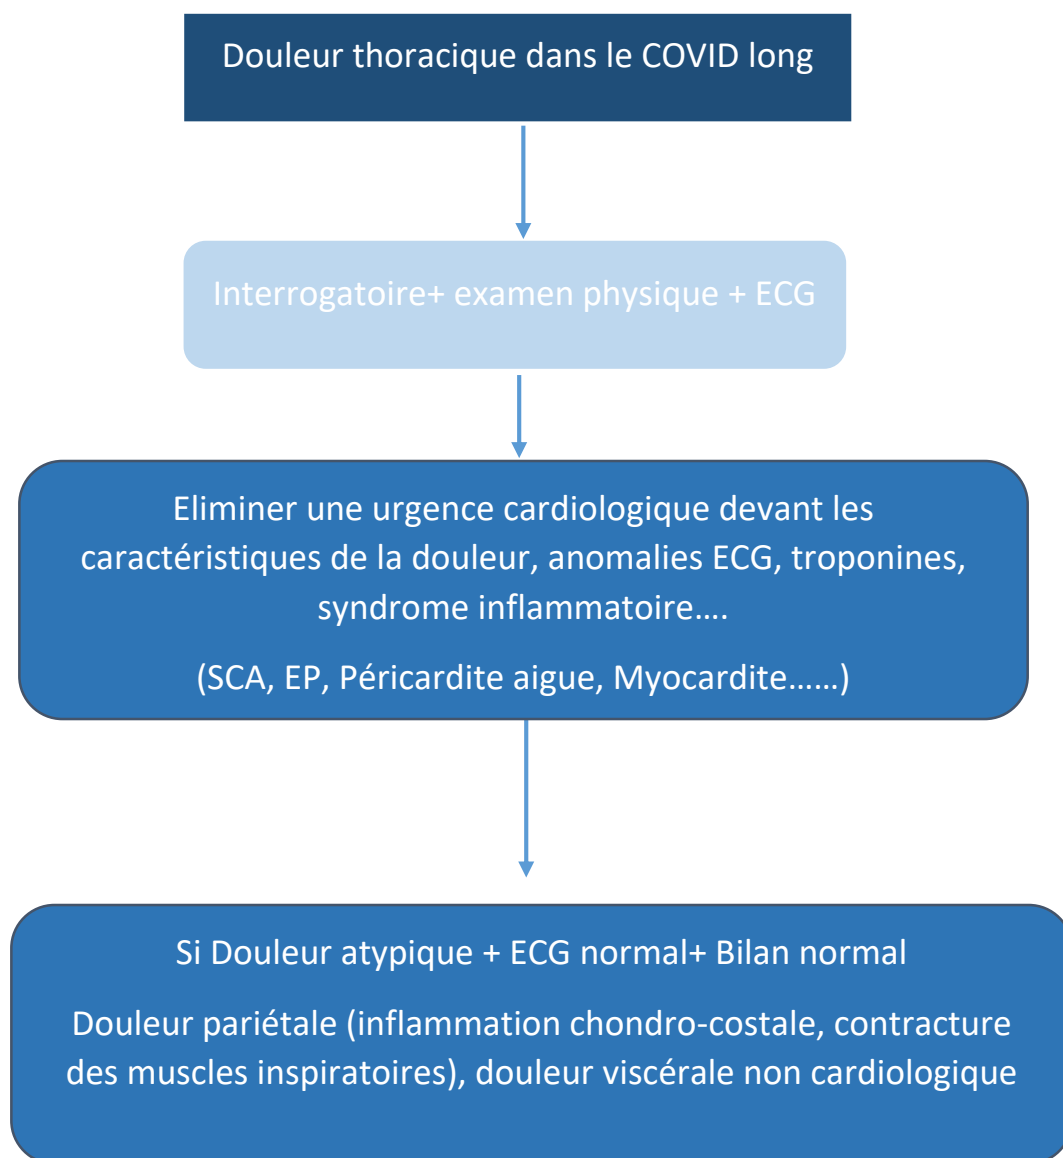 Douleur thoracique dans le COVID long
Interrogatoire+ examen physique + ECG
Eliminer une urgence cardiologique devant les
caractéristiques de la douleur, anomalies ECG, troponines,
syndrome inflammatoire....
(SCA, EP, Péricardite aigue, Myocardite......)
Si Douleur atypique + ECG normal+ Bilan normal
Douleur pariétale (inflammation chondro-costale, contracture
des muscles inspiratoires), douleur viscérale non cardiologique